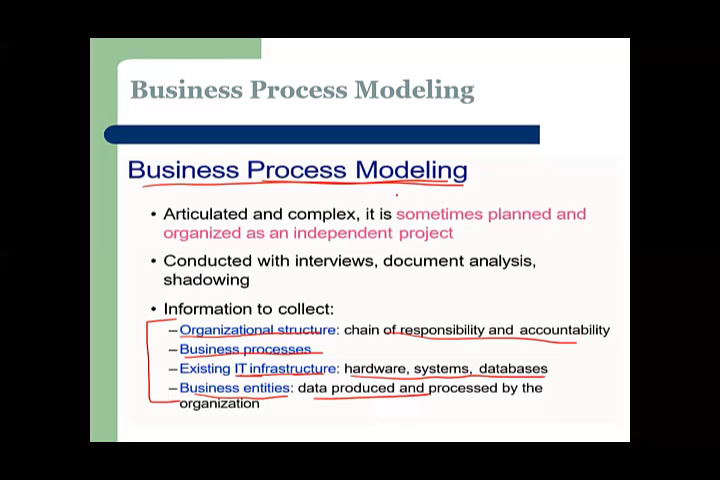 Business Process Modeling
Business Process Modeling
• Articulated and complex, it is sometimes planned and
organized as an independent project
• Conducted with interviews, document analysis,
shadowing
• Information to collect:
– Organizational structure: chain of responsibility and accountability
– Business processes
– Existing IT infrastructure: hardware, systems, databases
– Business entities: data produced and processed by the
organization